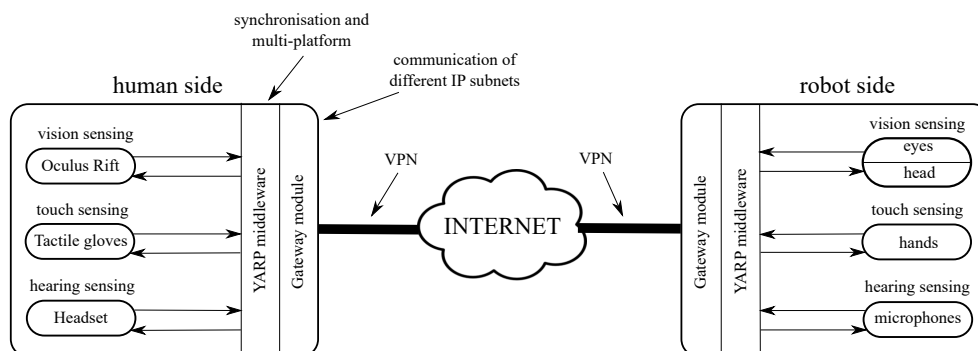 synchronisation and
multi-platform
communication of
different IP subnets
human side
vision sensing
Oculus Rift
touch sensing
Tactile gloves
hearing sensing
Headset
YARP middleware
Gateway module
VPN
INTERNET
VPN
robot side
Gateway module
YARP middleware
vision sensing
eyes
head
touch sensing
hands
hearing sensing
microphones